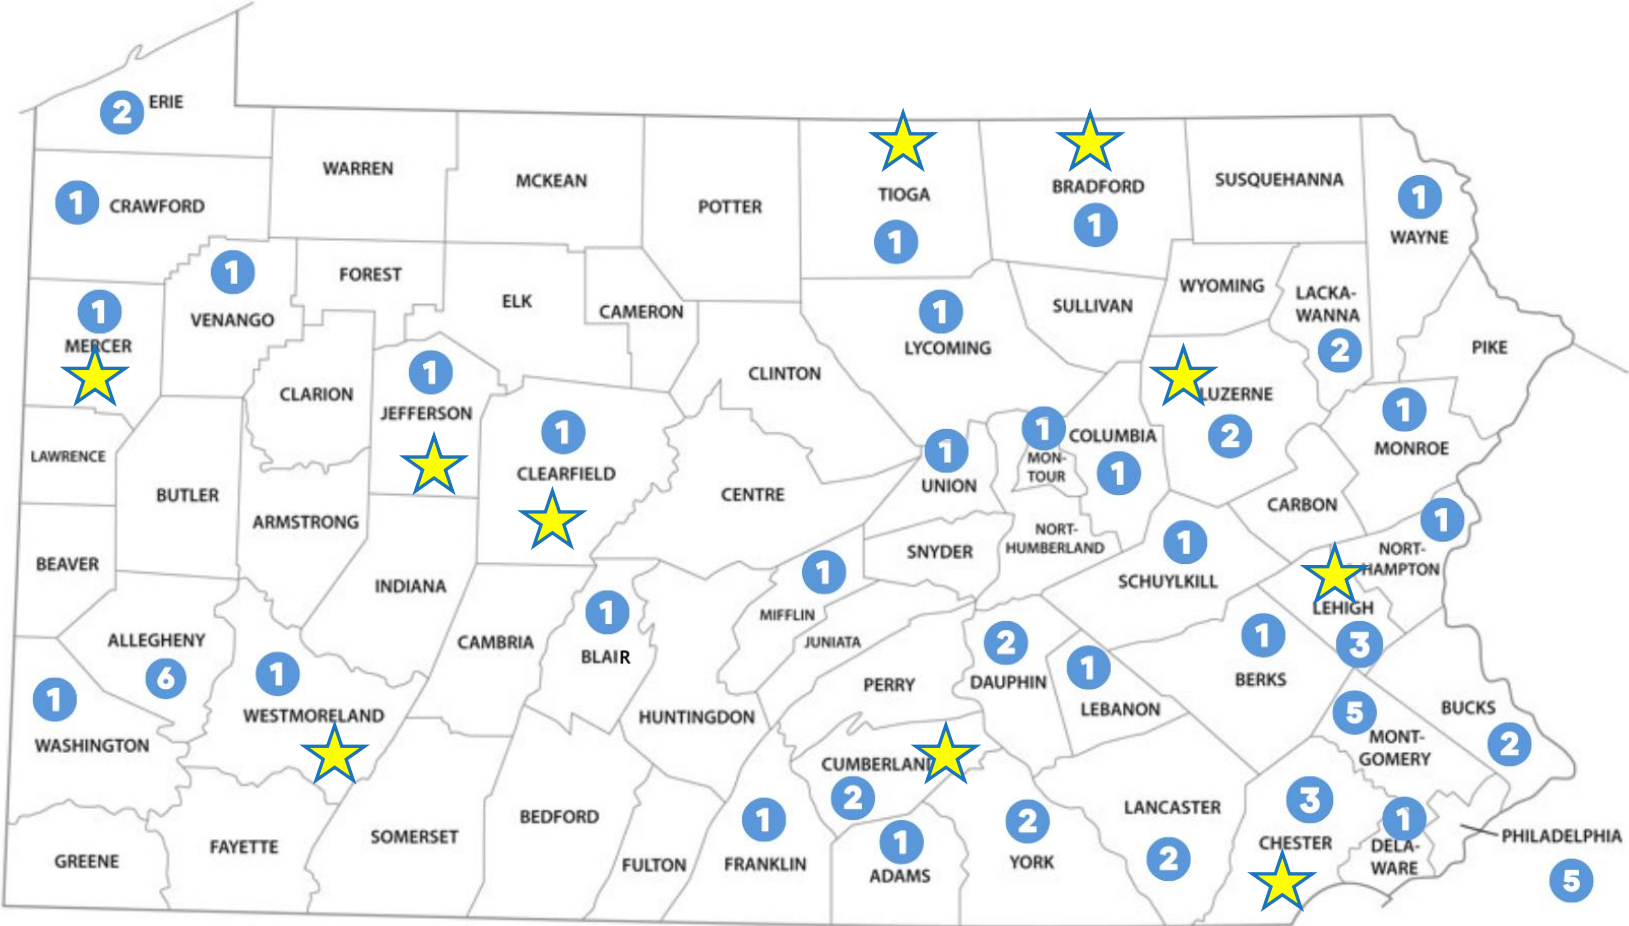 2 ERIE
WARREN
MCKEAN
POTTER
TIOGA
1
BRADFORD
1
SUSQUEHANNA
1
WAYNE
1 CRAWFORD
1
VENANGO
FOREST
ELK
CAMERON
1
LYCOMING
SULLIVAN
WYOMING
LACKA-
WANNA
2
PIKE
1
MERCER
CLARION
1
JEFFERSON
1
CLEARFIELD
CLINTON
LUZERNE
2
1
MONROE
LAWRENCE
BUTLER
ARMSTRONG
CENTRE
1
UNION
1
MON-
TOUR
COLUMBIA
1
CARBON
1
NORT-
HAMPTON
BEAVER
INDIANA
1
MIFFLIN
SNYDER
NORT-
HUMBERLAND
1
SCHUYLKILL
LEHIGH
3
ALLEGHENY
6
1
WESTMORELAND
CAMBRIA
1
BLAIR
HUNTINGDON
JUNIATA
PERRY
2
DAUPHIN
1
LEBANON
1
BERKS
5
MONT-
GOMERY
BUCKS
2
1
WASHINGTON
CUMBERLAND
2
GREENE
FAYETTE
SOMERSET
BEDFORD
FULTON
1
FRANKLIN
1
ADAMS
2
YORK
LANCASTER
2
3
CHESTER
1
DELA-
WARE
PHILADELPHIA
5